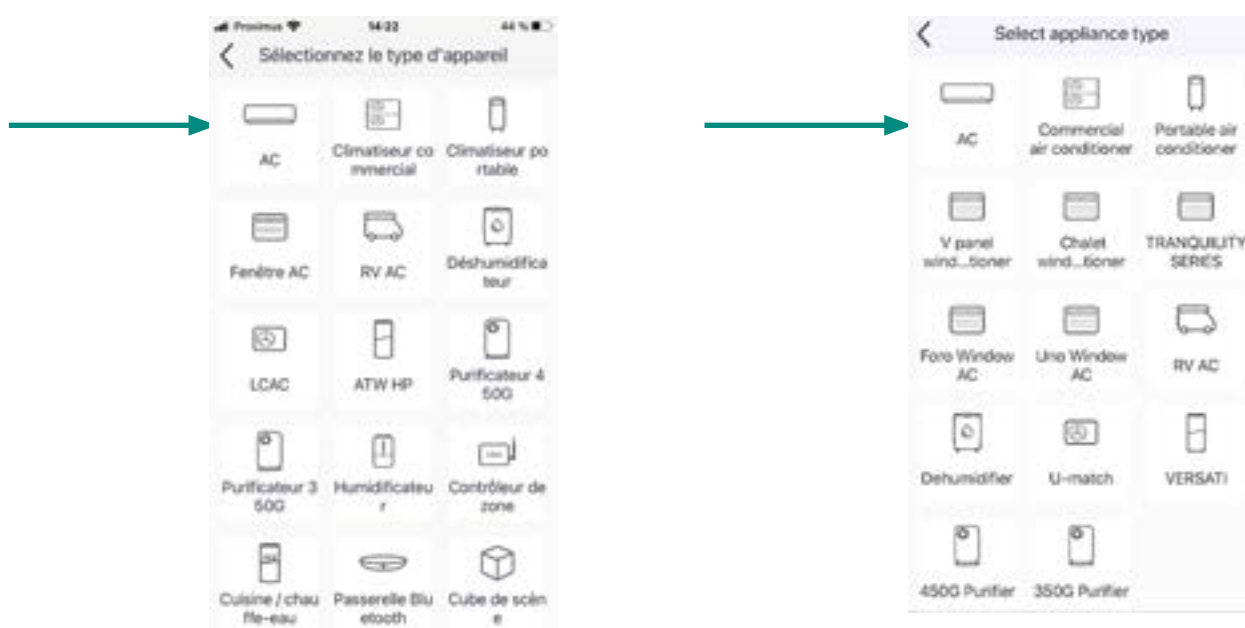 Proximus 14:22 44 %
Sélectionnez le type d'appareil
AC
Climatiseur co
mmercial
Climatiseur po
rtable
Fenêtre AC
RV AC
Déshumidifica
teur
LCAC
ATW HP
Purificateur 4
50G
Purificateur 3
50G
Humidificateu
r
Contrôleur de
zone
Cuisine / chau
ffe-eau
Passerelle Blu
etooth
Cube de scèn
e
Select appliance type
AC
Commercial
air conditioner
Portable air
conditioner
V panel
wind...tioner
Chalet
wind...tioner
TRANQUILITY
SERIES
Foro Window
AC
Uno Window
AC
RV AC
Dehumidifier
U-match
VERSATI
450G Purifier
350G Purifier